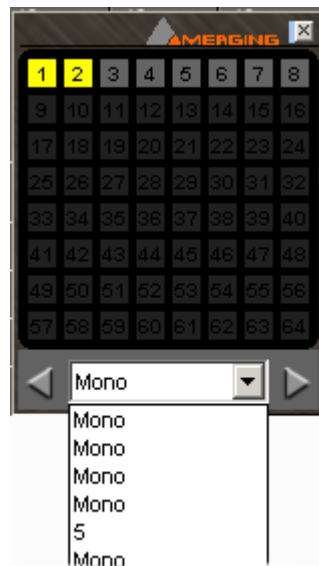 MERGING
1 2 3 4 5 6 7 8
9 10 11 12 13 14 15 16
17 18 19 20 21 22 23 24
25 26 27 28 29 30 31 32
33 34 35 36 37 38 39 40
41 42 43 44 45 46 47 48
49 50 51 52 53 54 55 56
57 58 59 60 61 62 63 64
Mono
Mono
Mono
Mono
Mono
5
Mono